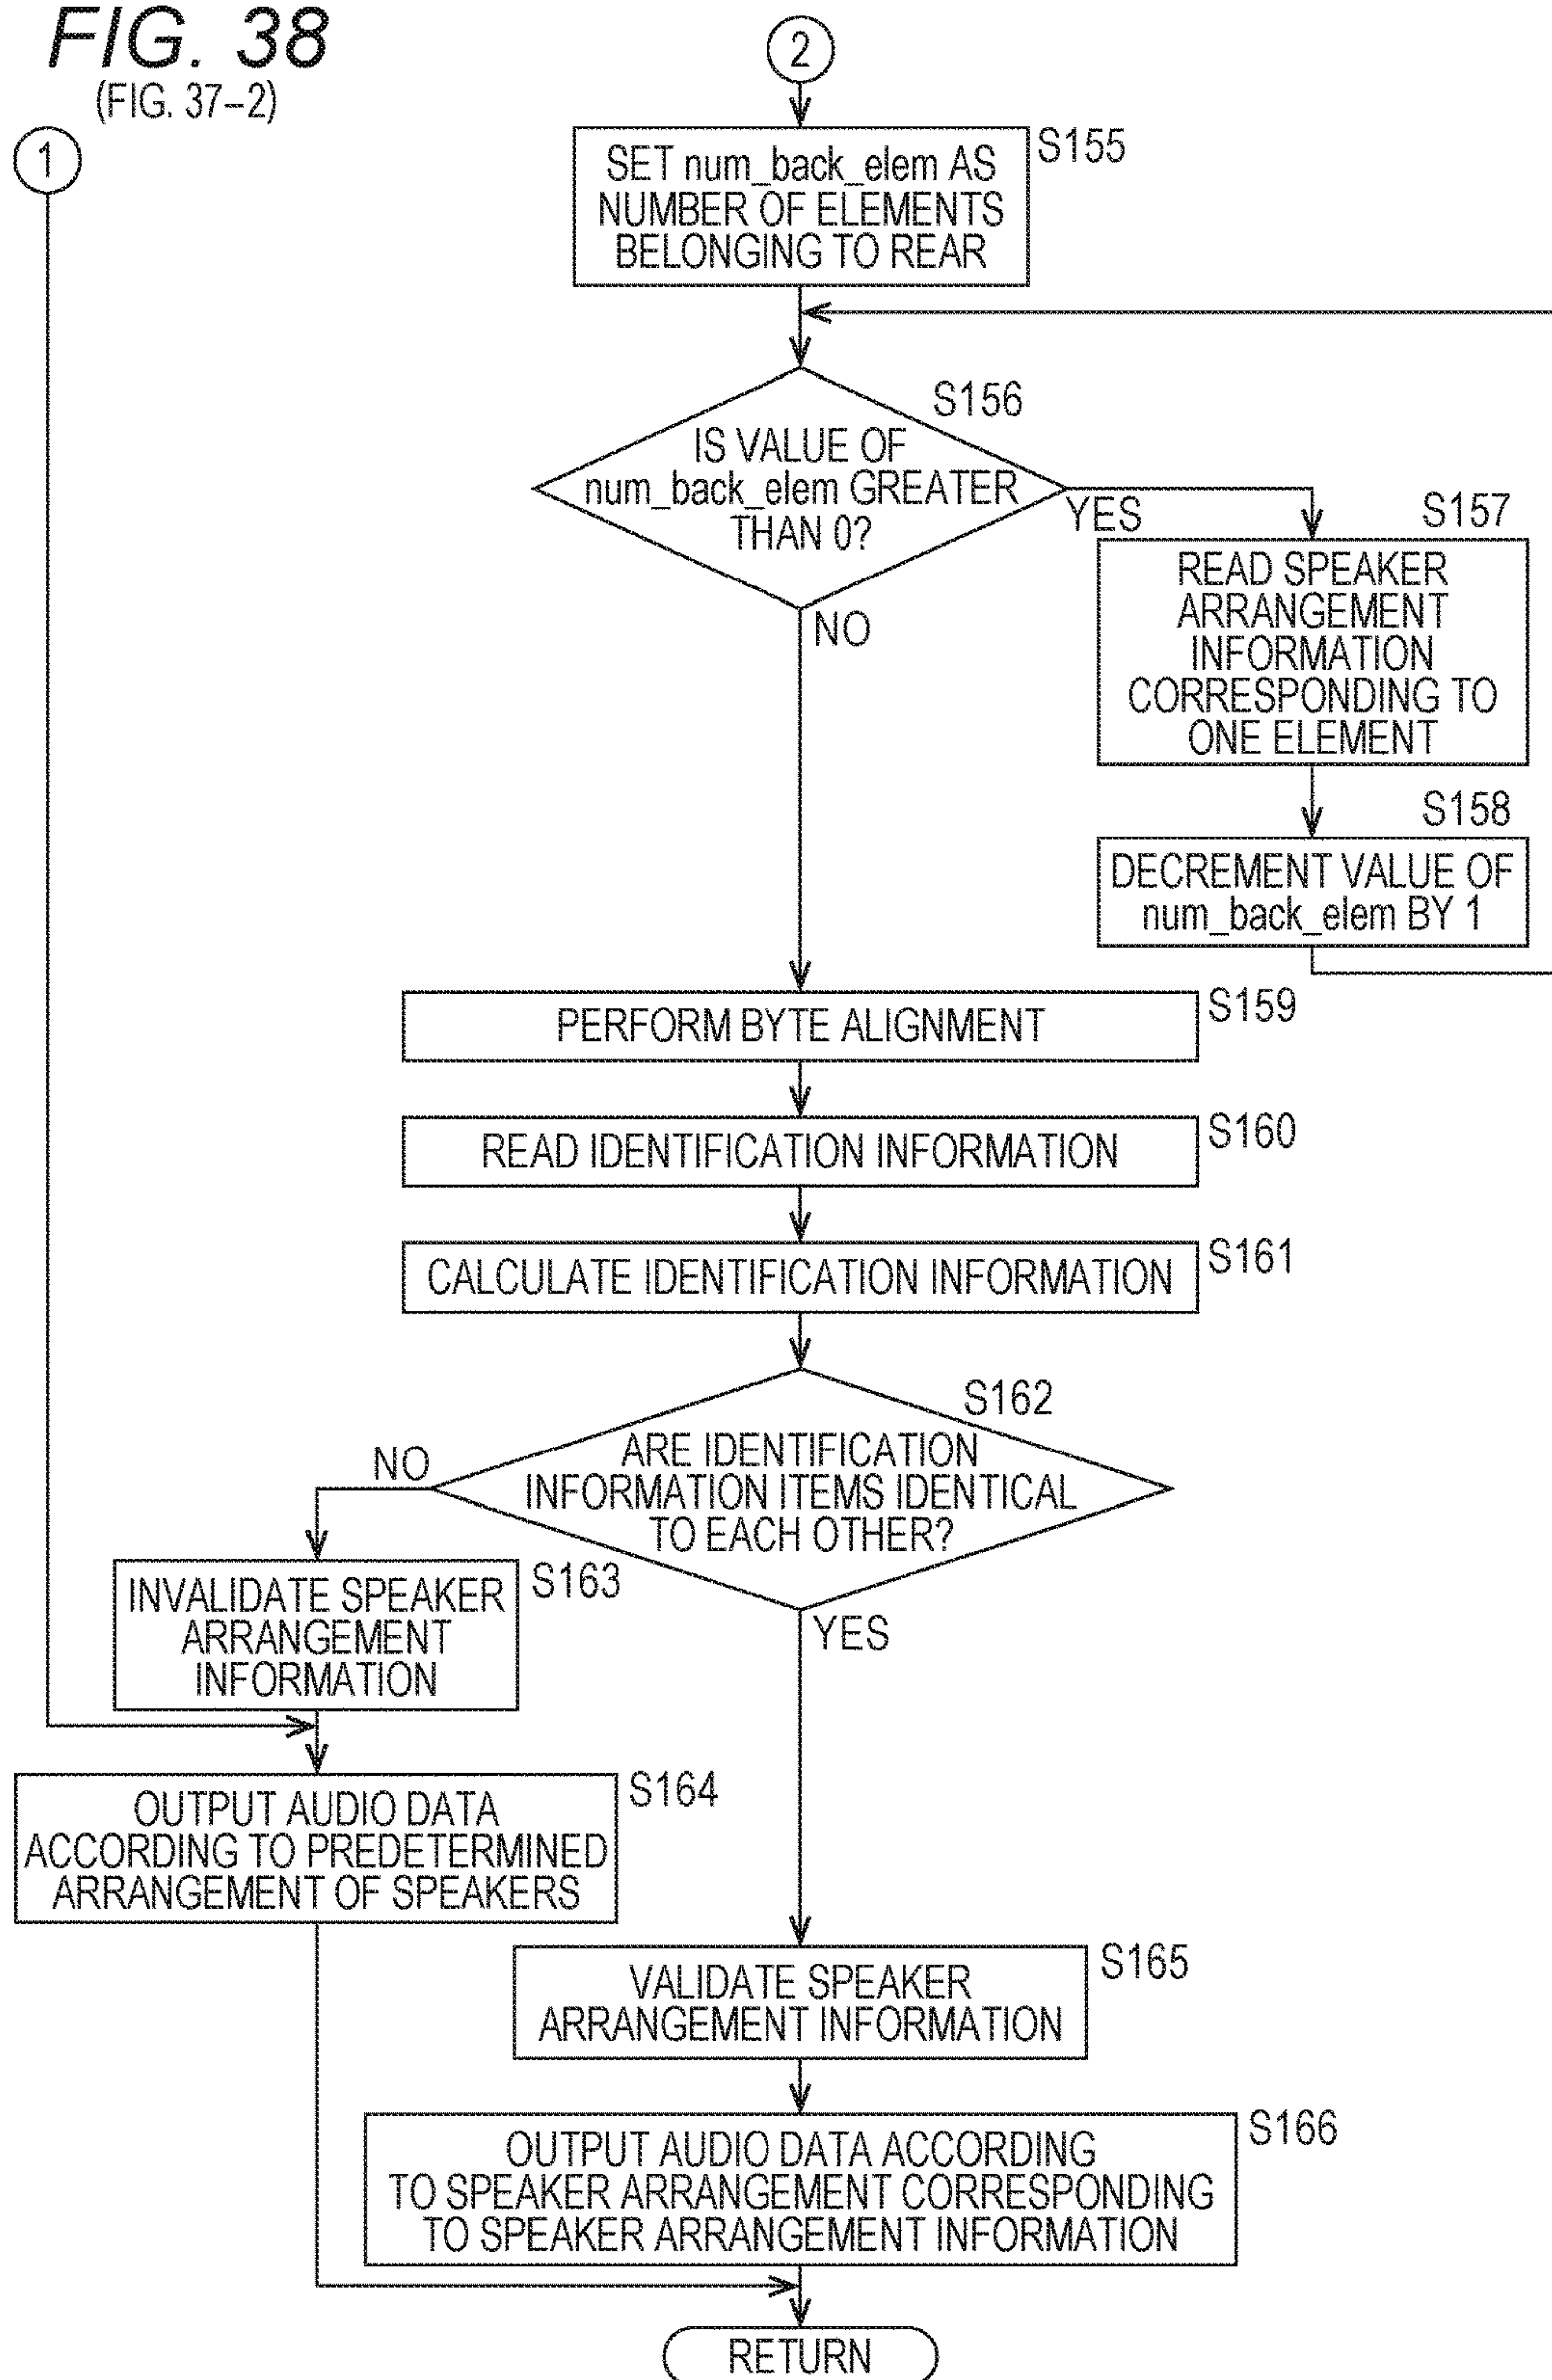 FIG. 38
(FIG. 37-2)
2
1
S155
SET num_back_elem AS
NUMBER OF ELEMENTS
BELONGING TO REAR
S156
IS VALUE OF
num_back_elem GREATER
THAN 0?
YES
NO
S157
READ SPEAKER
ARRANGEMENT
INFORMATION
CORRESPONDING TO
ONE ELEMENT
S158
DECREMENT VALUE OF
num_back_elem BY 1
PERFORM BYTE ALIGNMENT
S159
READ IDENTIFICATION INFORMATION
S160
CALCULATE IDENTIFICATION INFORMATION
S161
S162
ARE IDENTIFICATION
INFORMATION ITEMS IDENTICAL
TO EACH OTHER?
NO
YES
S163
INVALIDATE SPEAKER
ARRANGEMENT
INFORMATION
S164
OUTPUT AUDIO DATA
ACCORDING TO PREDETERMINED
ARRANGEMENT OF SPEAKERS
S165
VALIDATE SPEAKER
ARRANGEMENT INFORMATION
S166
OUTPUT AUDIO DATA ACCORDING
TO SPEAKER ARRANGEMENT CORRESPONDING
TO SPEAKER ARRANGEMENT INFORMATION
RETURN